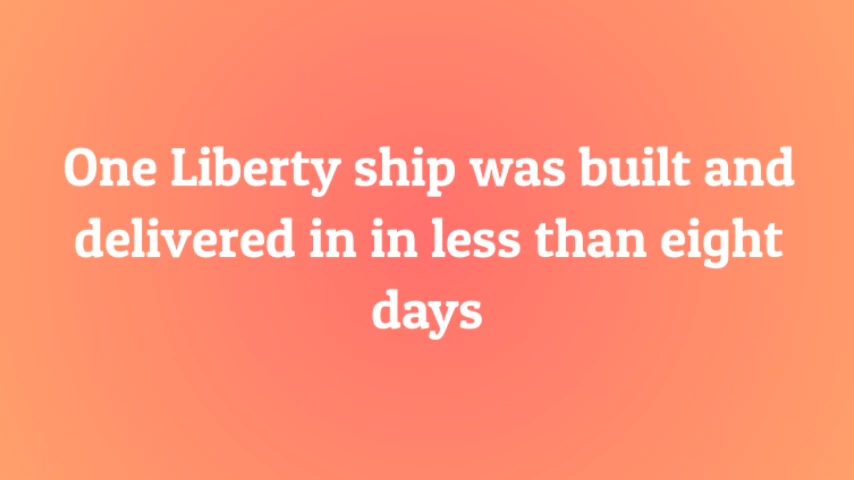 One Liberty ship was built and
delivered in in less than eight
days